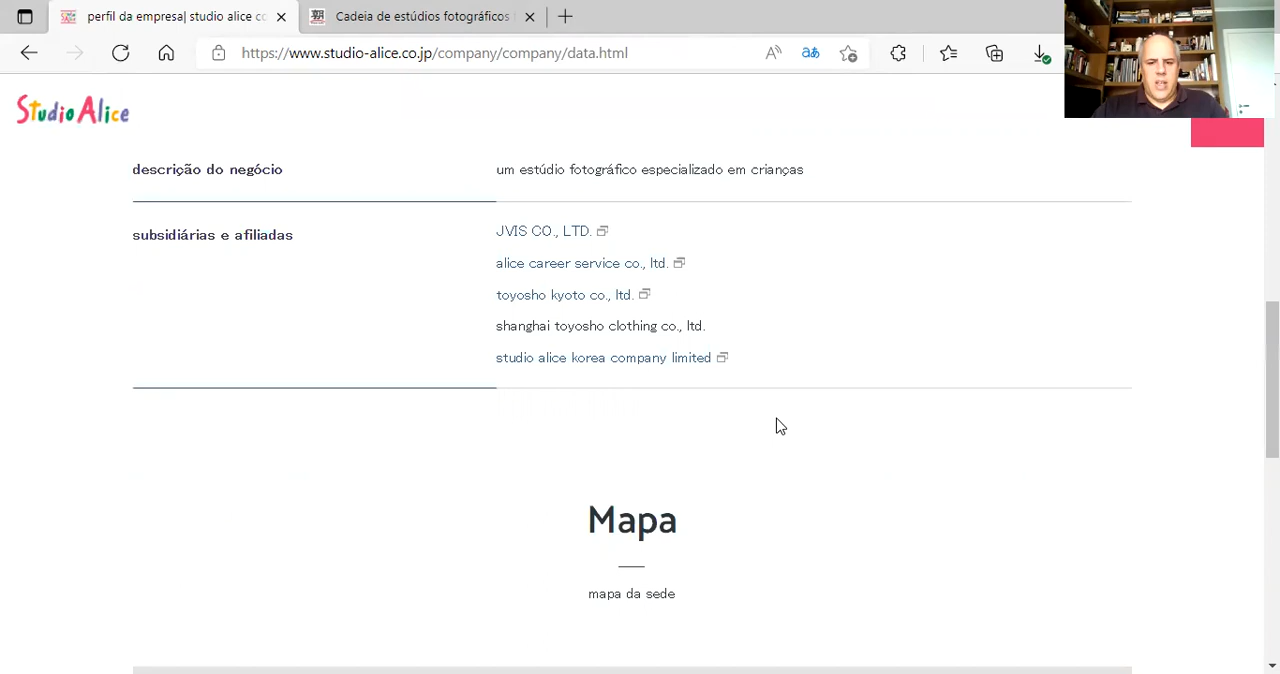 perfil da empresa| studio alice co
Cadeia de estúdios fotográficos
https://www.studio-alice.co.jp/company/company/data.html
Studio Alice
descrição do negócio
um estúdio fotográfico especializado em crianças
subsidiárias e afiliadas
JVIS CO., LTD.
alice career service co., ltd.
toyosho kyoto co., ltd.
shanghai toyosho clothing co., ltd.
studio alice korea company limited
Mapa
mapa da sede